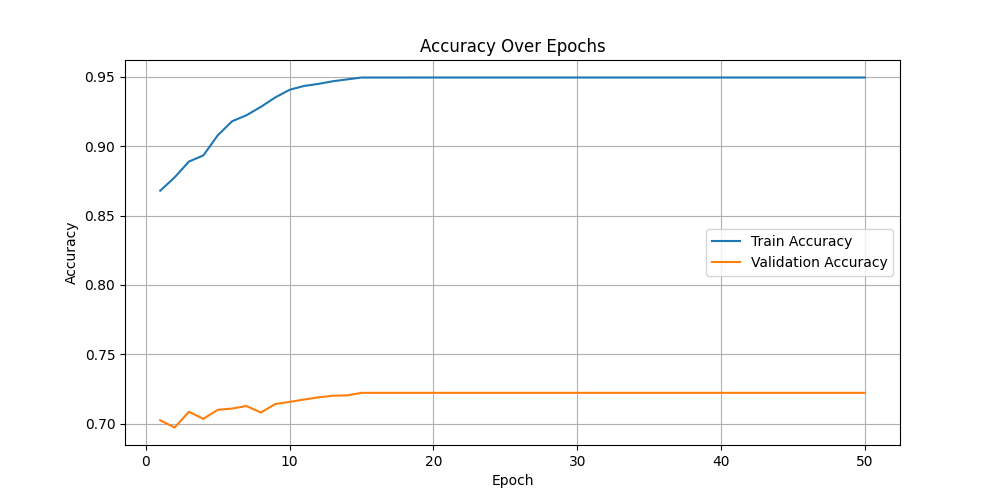 Accuracy Over Epochs
Accuracy
0.95
0.90
0.85
0.80
0.75
0.70
Train Accuracy
Validation Accuracy
0 10 20 30 40 50
Epoch